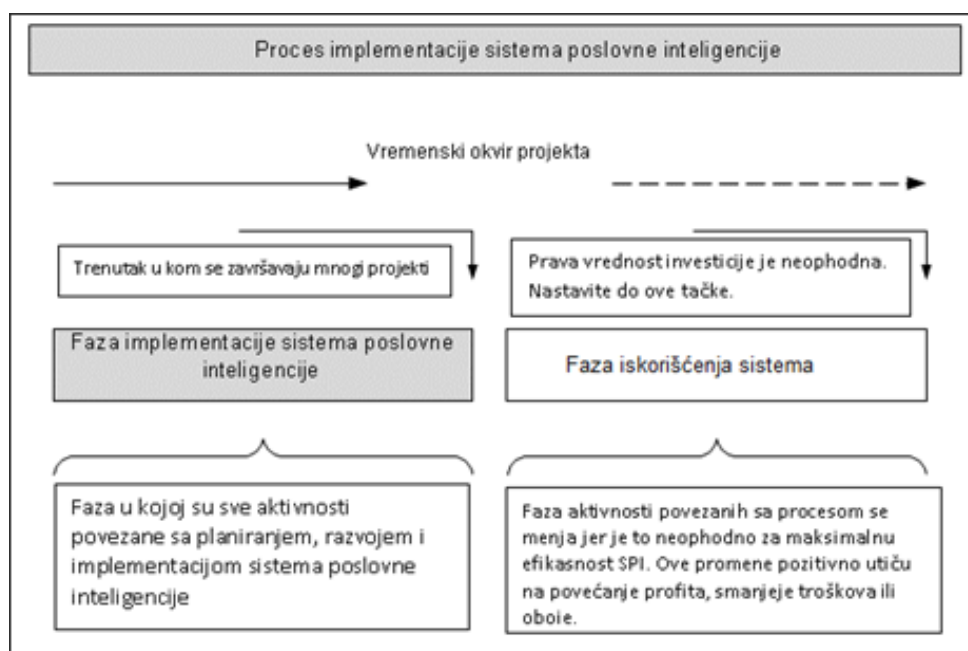 Proces implementacije sistema poslovne inteligencije
Vremenski okvir projekta
Trenutak u kom se završavaju mnogi projekti
Prava vrednost investicije je neophodna.
Nastavite do ove tačke.
Faza implementacije sistema poslovne
inteligencije
Faza iskorišćenja sistema
Faza u kojoj su sve aktivnosti
povezane sa planiranjem, razvojem i
implementacijom sistema poslovne
inteligencije
Faza aktivnosti povezanih sa procesom se
menja jer je to neophodno za maksimalnu
efikasnost SPI. Ove promene pozitivno utiču
na povećanje profita, smanjeje troškova ili
oboie.